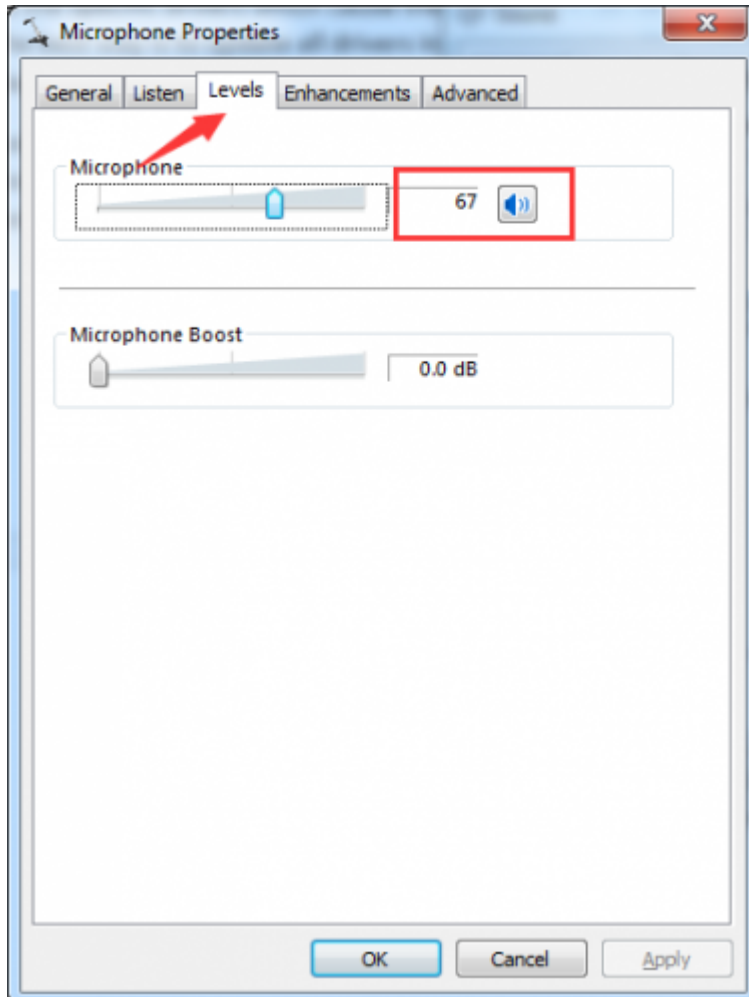 Microphone Properties
General Listen Levels Enhancements Advanced
Microphone
67
Microphone Boost
0.0 dB
OK Cancel Apply